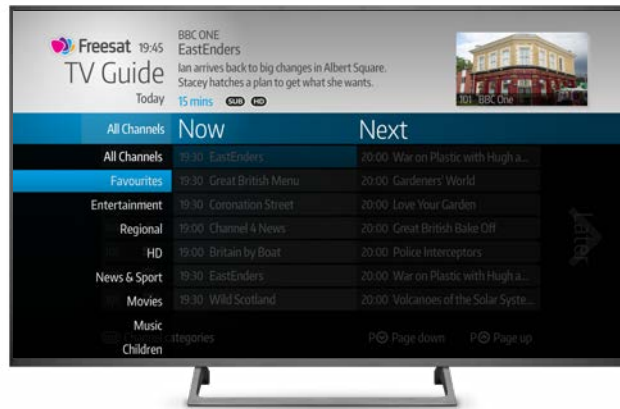 Freesat 19:45
TV Guide
Today
BBC ONE
EastEnders
Ian arrives back to big changes in Albert Square.
Stacey hatches a plan to get what she wants.
15 mins SUB HD
101 BBC One
All Channels Now Next
All Channels 19:30 EastEnders 20:00 War on Plastic with Hugh a...
Favourites 19:30 Great British Menu 20:00 Gardeners' World
Entertainment 19:30 Coronation Street 20:00 Love Your Garden
Regional 19:00 Channel 4 News 20:00 Great British Bake Off
HD 19:00 Britain by Boat 20:00 Police Interceptors
News & Sport 19:30 EastEnders 20:00 War on Plastic with Hugh a...
Movies 19:30 Wild Scotland 20:00 Volcanoes of the Solar Syste...
Music
Children
categories P Page down P Page up
Later